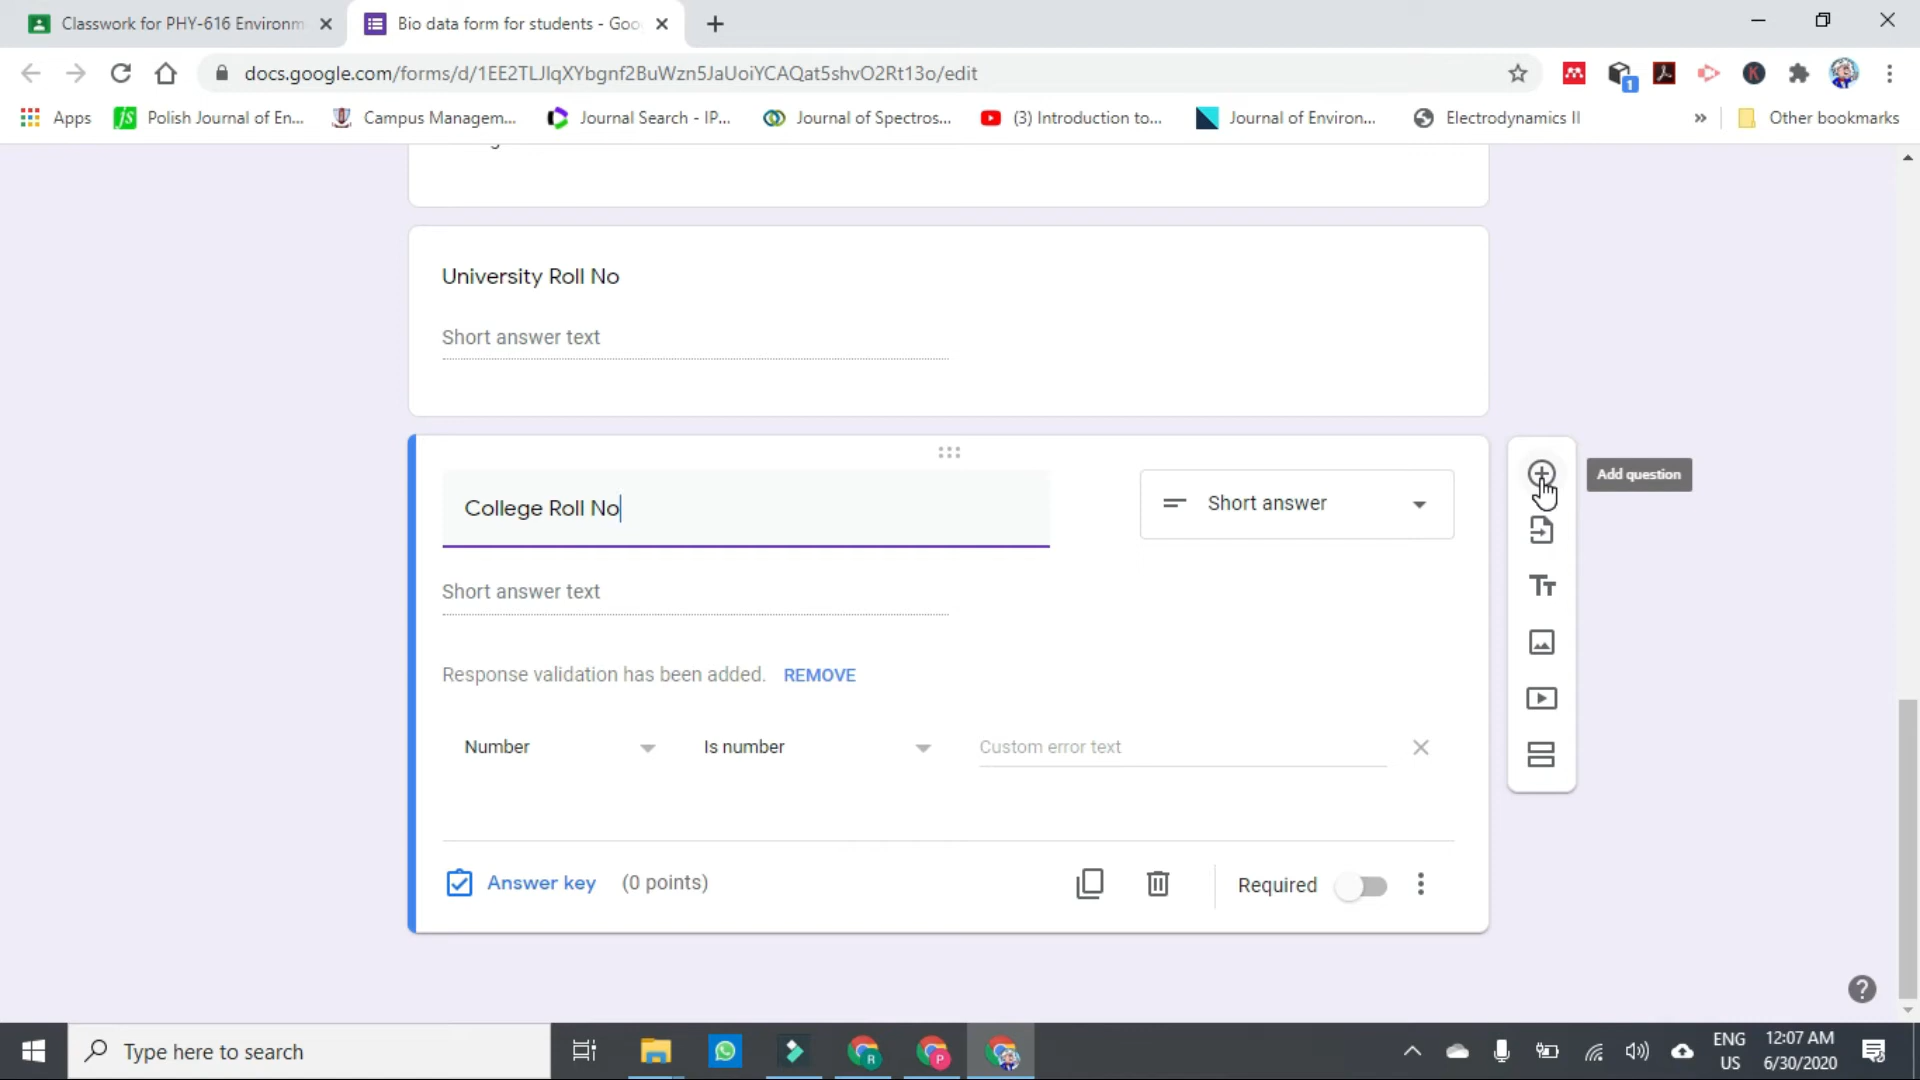 Classwork for PHY-616 Environm
Bio data form for students - Goo
docs.google.com/forms/d/1EE2TLJIqXYbgnf2BuWzn5JaUoiYCAQat5shvO2Rt13o/edit
1
K
Apps
Polish Journal of En...
Campus Managem...
Journal Search - IP...
Journal of Spectros...
(3) Introduction to...
Journal of Environ...
Electrodynamics II
»
Other bookmarks
University Roll No
Short answer text
College Roll No
Short answer
Add question
Short answer text
Response validation has been added. REMOVE
Number
Is number
Custom error text
Answer key (0 points)
Required
Type here to search
R
P
ENG
US
12:07 AM
6/30/2020